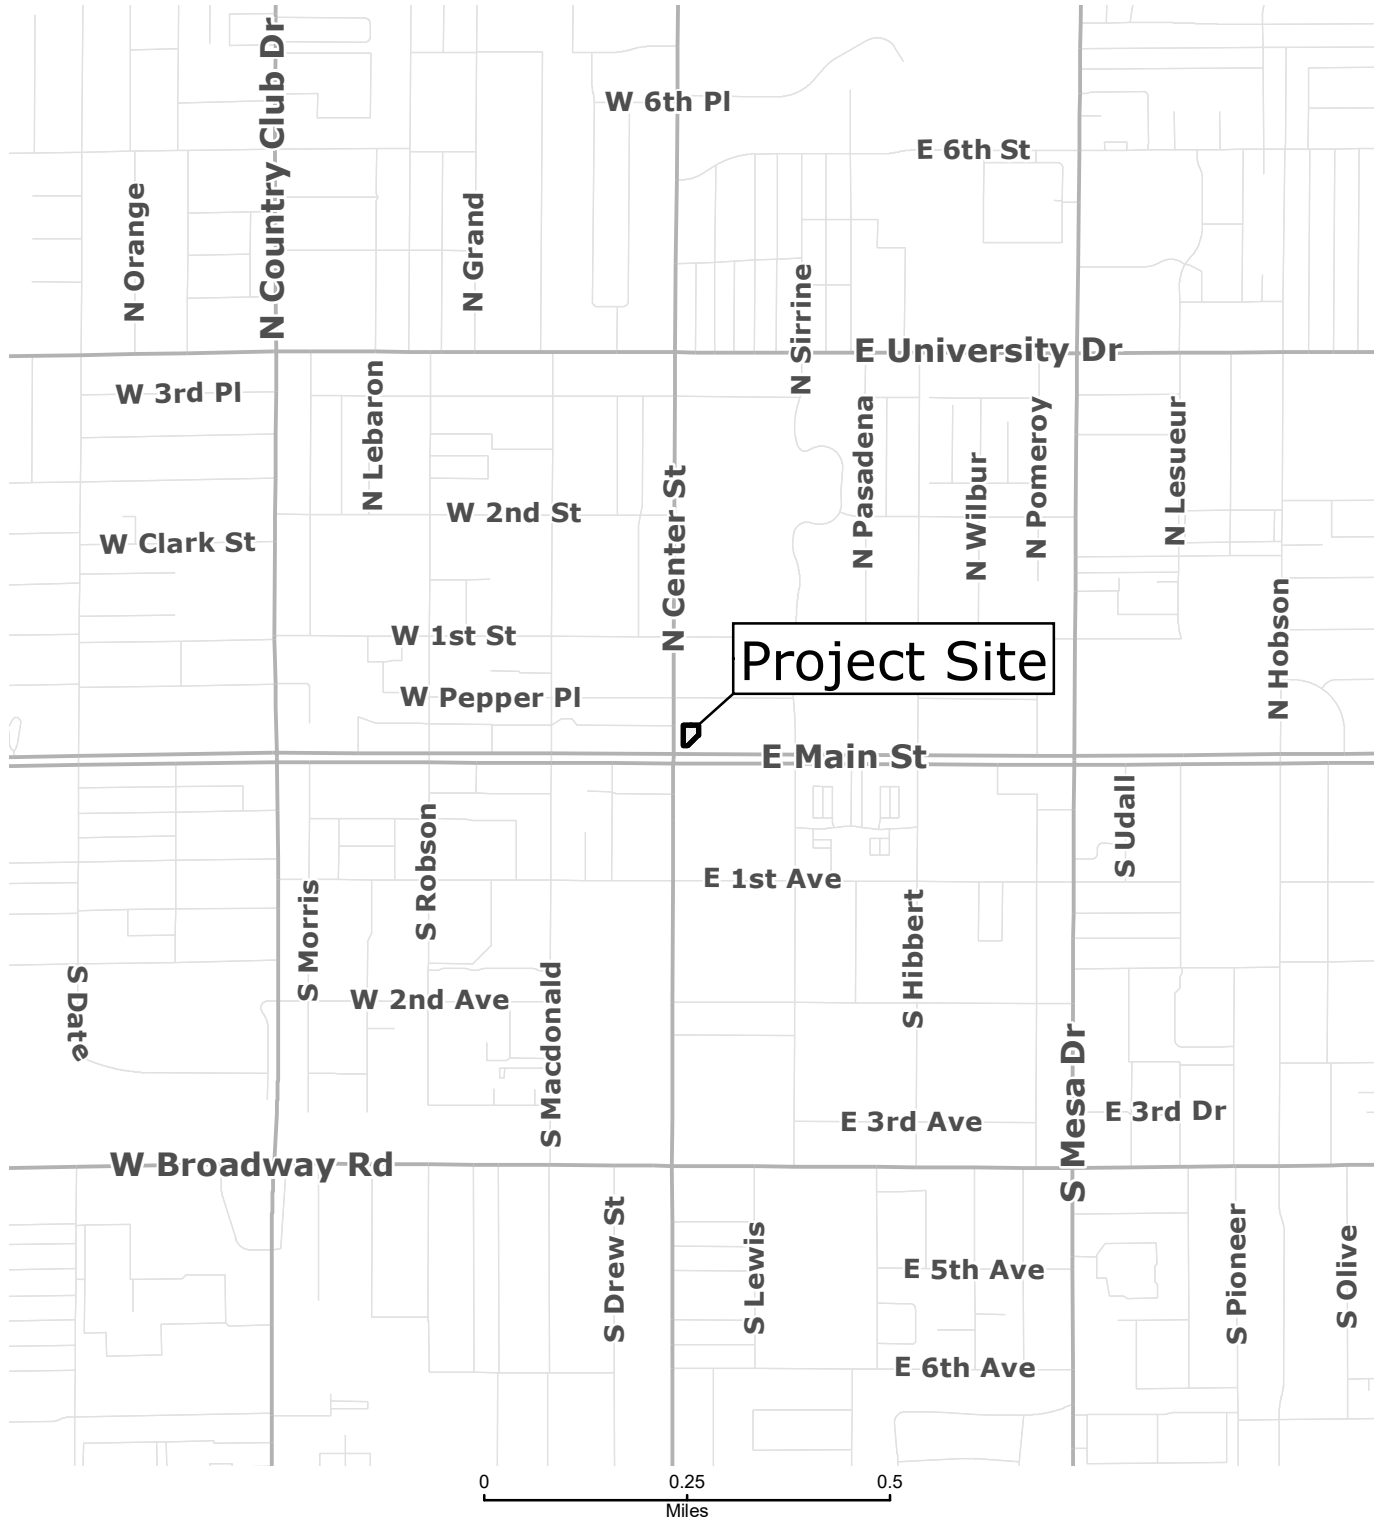 N Country Club Dr
W 6th Pl
E 6th St
N Orange
N Grand
N Sirrine
E University Dr
W 3rd Pl
N Lebaron
N Pasadena
N Pomeroy
N Lesueur
N Wilbur
N Center St
W 2nd St
W Clark St
N Hobson
W 1st St
Project Site
W Pepper Pl
E Main St
S Udall
S Robson
E 1st Ave
S Morris
S Hibbert
S Date
W 2nd Ave
S Macdonald
S Mesa Dr
E 3rd Ave
E 3rd Dr
W Broadway Rd
S Drew St
S Lewis
S Pioneer
S Olive
E 5th Ave
E 6th Ave
0 0.25 0.5
Miles